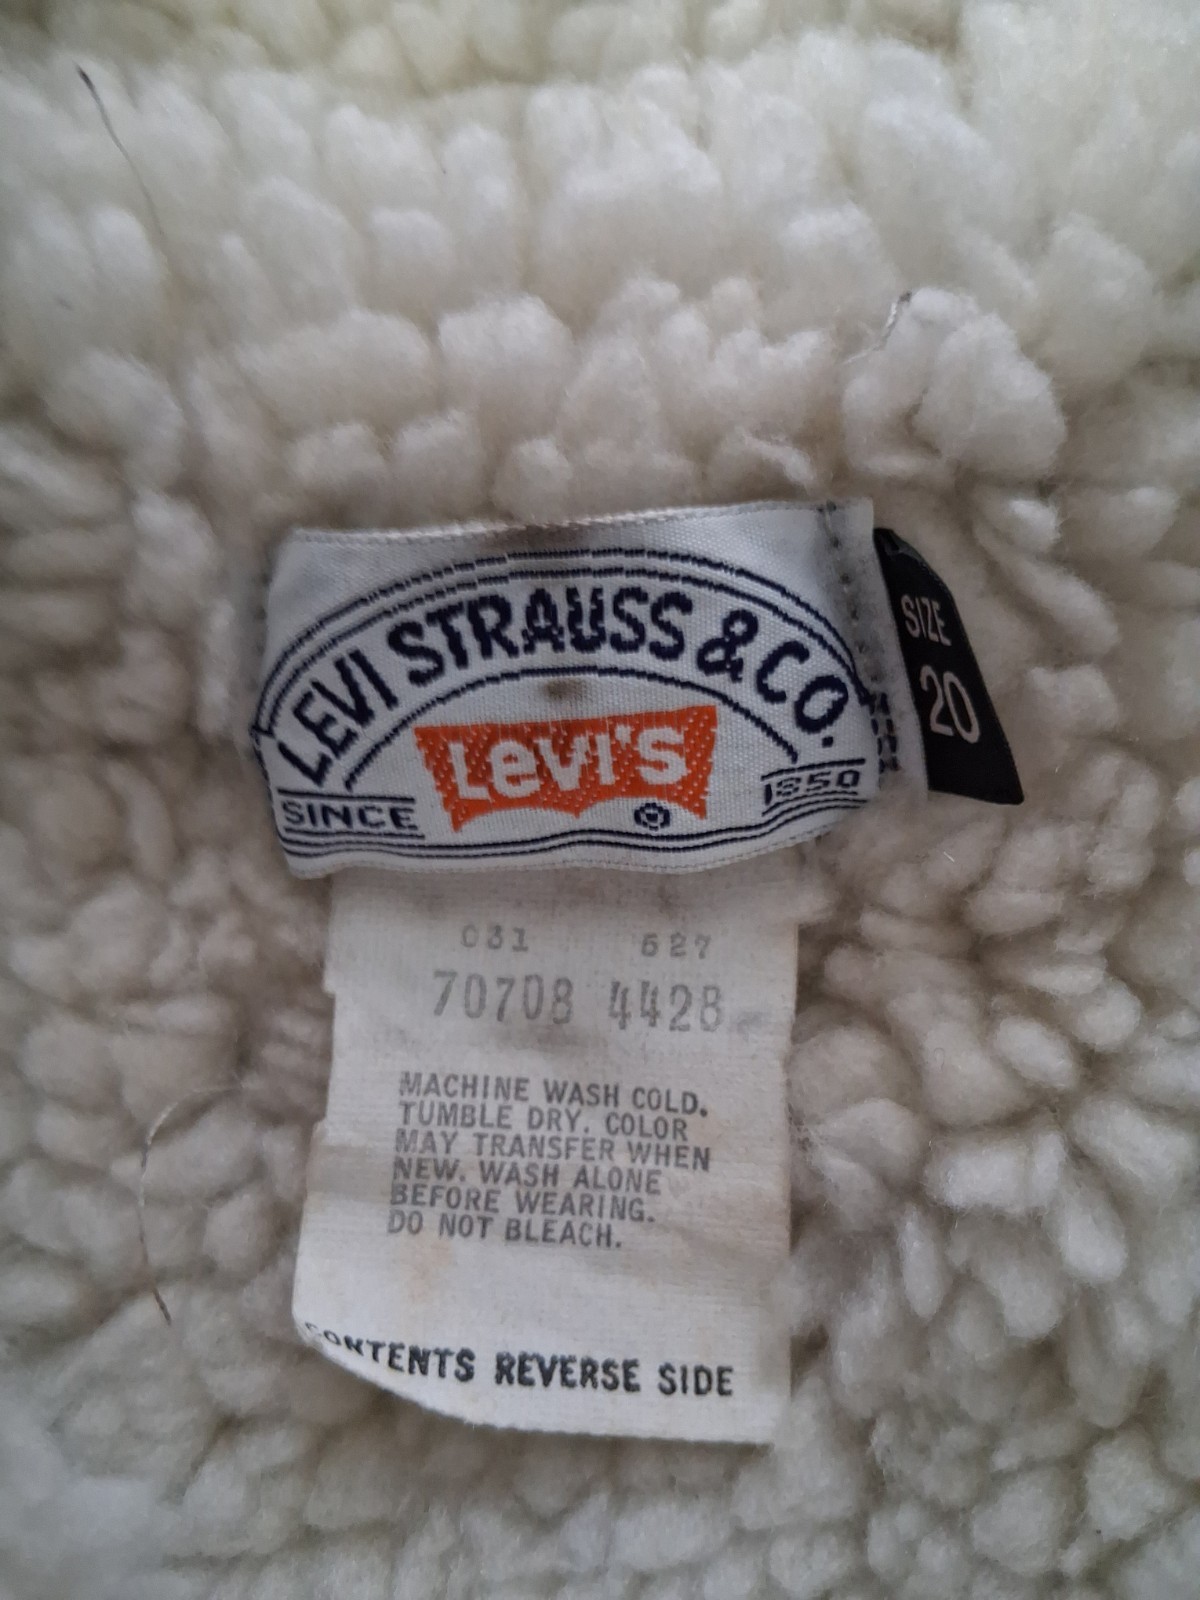 LEVI STRAUSS & CO.
LEVI'S
SINCE
1850
®
SIZE
20
031 527
70708 4428
MACHINE WASH COLD.
TUMBLE DRY. COLOR
MAY TRANSFER WHEN
NEW. WASH ALONE
BEFORE WEARING.
DO NOT BLEACH.
CONTENTS REVERSE SIDE